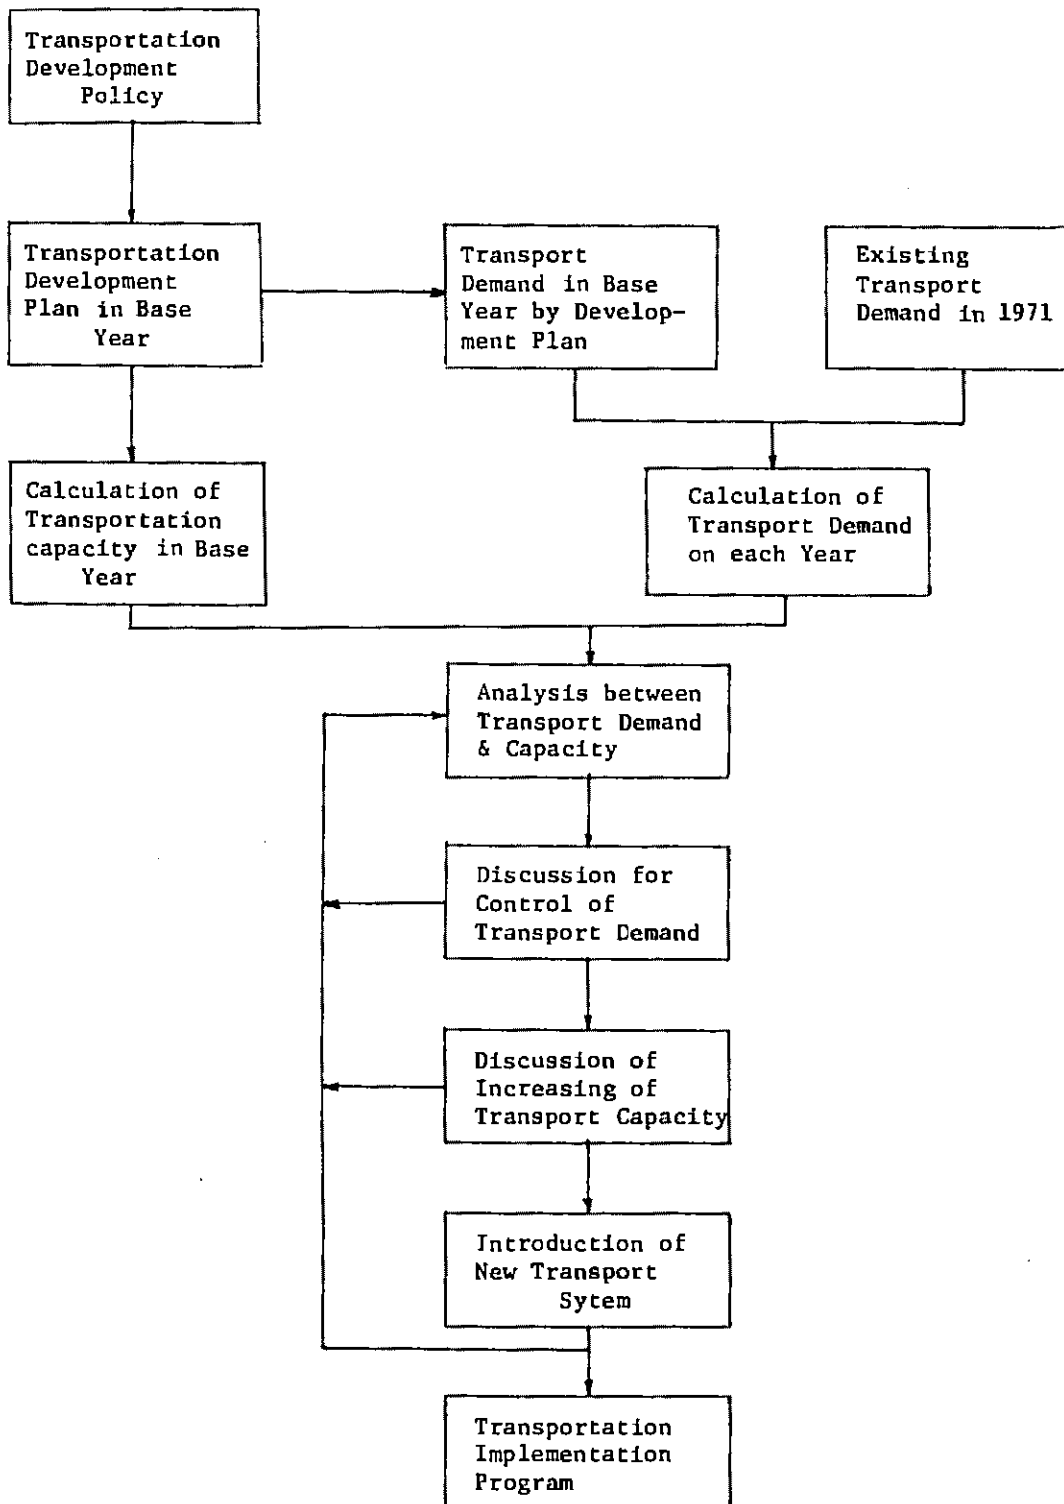 Transportation
Development
Policy
Transportation
Development
Plan in Base
Year
Transport
Demand in Base
Year by Develop-
ment Plan
Existing
Transport
Demand in 1971
Calculation of
Transportation
capacity in Base
Year
Calculation of
Transport Demand
on each Year
Analysis between
Transport Demand
& Capacity
Discussion for
Control of
Transport Demand
Discussion of
Increasing of
Transport Capacity
Introduction of
New Transport
Sytem
Transportation
Implementation
Program